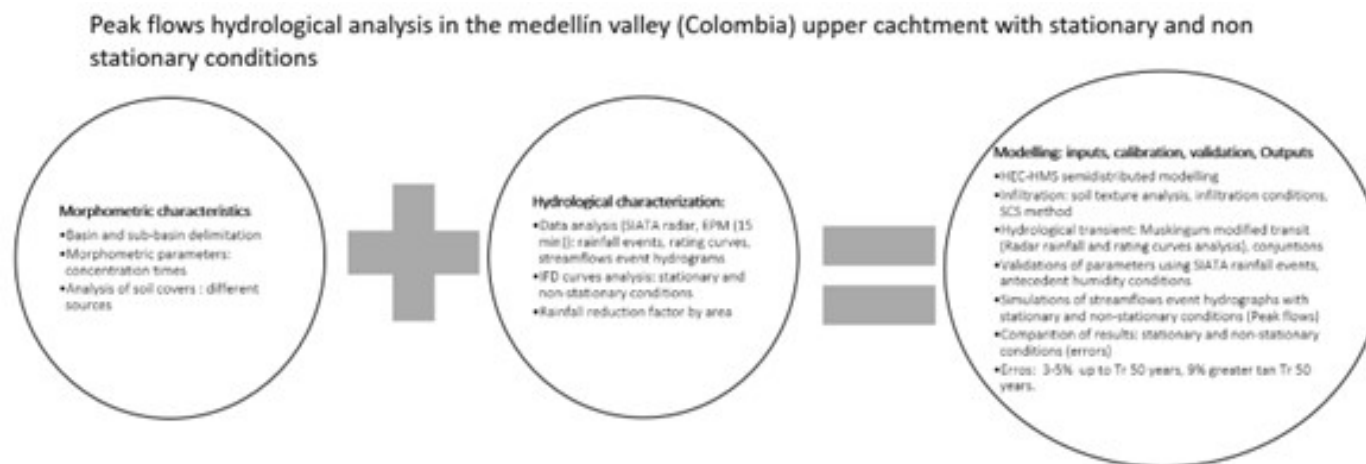 Peak flows hydrological analysis in the medellín valley (Colombia) upper cachtment with stationary and non
stationary conditions
Morphometric characteristics
•Basin and sub-basin delimitation
•Morphometric parameters:
concentration times
•Analysis of soil covers : different
sources
Hydrological characterization:
•Data analysis (SIATA radar, EPM (15
min)): rainfall events, rating curves,
streamflows event hydrograms
•IFD curves analysis: stationary and
non-stationary conditions
•Rainfall reduction factor by area
Modelling: inputs, calibration, validation, Outputs
•HEC-HMS semidistributed modelling
•Infiltration: soil texture analysis, infiltration conditions,
SCS method
•Hydrological transient: Muskingum modified transit
(Radar rainfall and rating curves analysis), conjuntions
•Validations of parameters using SIATA rainfall events,
antecedent humidity conditions
•Simulations of streamflows event hydrographs with
stationary and non-stationary conditions (Peak flows)
•Comparition of results: stationary and non-stationary
conditions (errors)
•Erros: 3-5% up to Tr 50 years, 9% greater tan Tr 50
years.